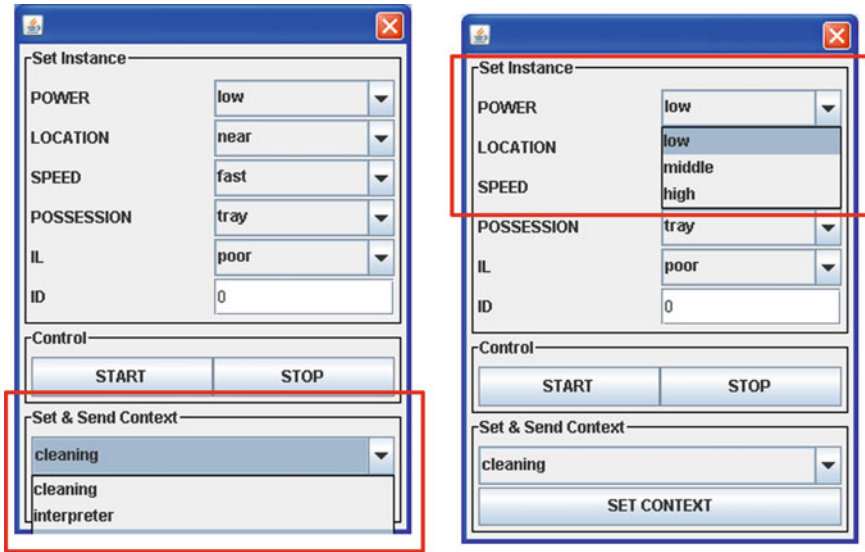 Set Instance
POWER low
LOCATION near
SPEED fast
POSSESSION tray
IL poor
ID 0
Control
START STOP
Set & Send Context
cleaning
cleaning
interpreter
Set Instance
POWER low
LOCATION low
middle
SPEED high
POSSESSION tray
IL poor
ID 0
Control
START STOP
Set & Send Context
cleaning
SET CONTEXT